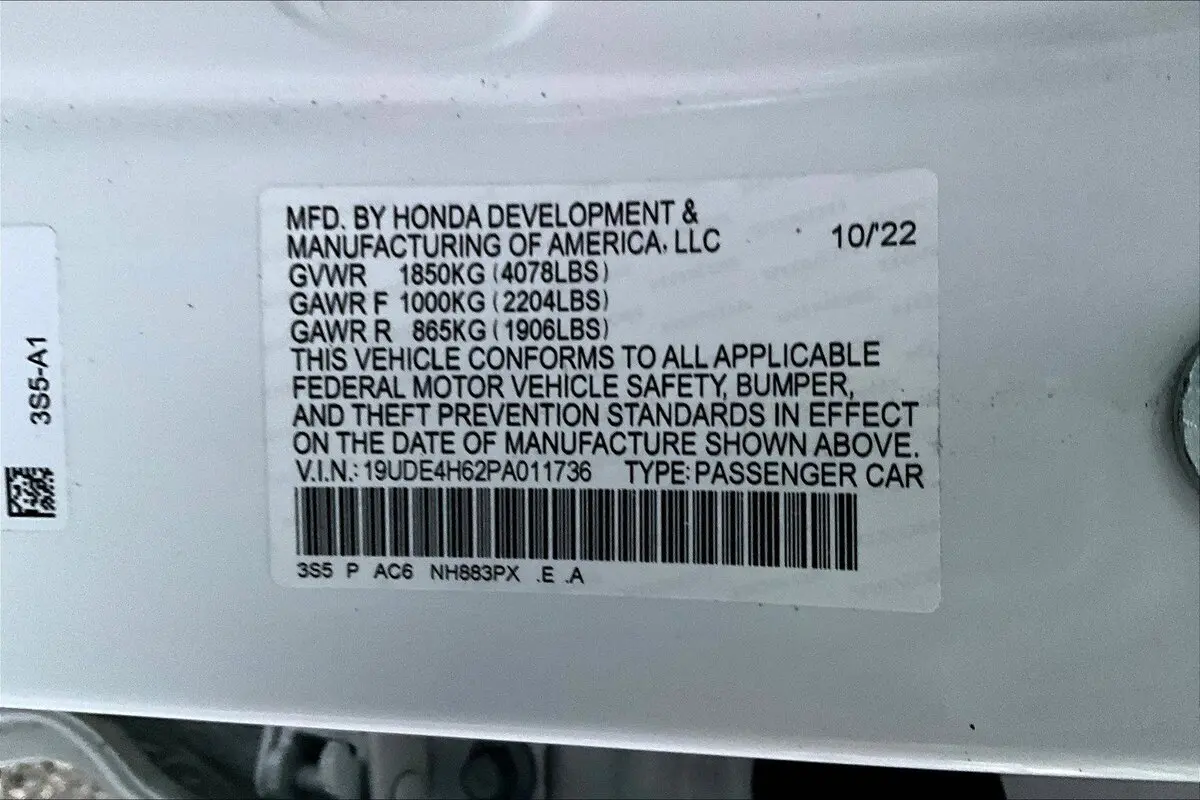 MFD. BY HONDA DEVELOPMENT &
MANUFACTURING OF AMERICA, LLC 10/'22
GVWR 1850KG (4078LBS)
GAWR F 1000KG (2204LBS)
GAWR R 865KG (1906LBS)
THIS VEHICLE CONFORMS TO ALL APPLICABLE
FEDERAL MOTOR VEHICLE SAFETY, BUMPER,
AND THEFT PREVENTION STANDARDS IN EFFECT
ON THE DATE OF MANUFACTURE SHOWN ABOVE.
V.I.N.: 19UDE4H62PA011736 TYPE: PASSENGER CAR
3S5 P AC6 NH883PX .E .A
3S5-A1